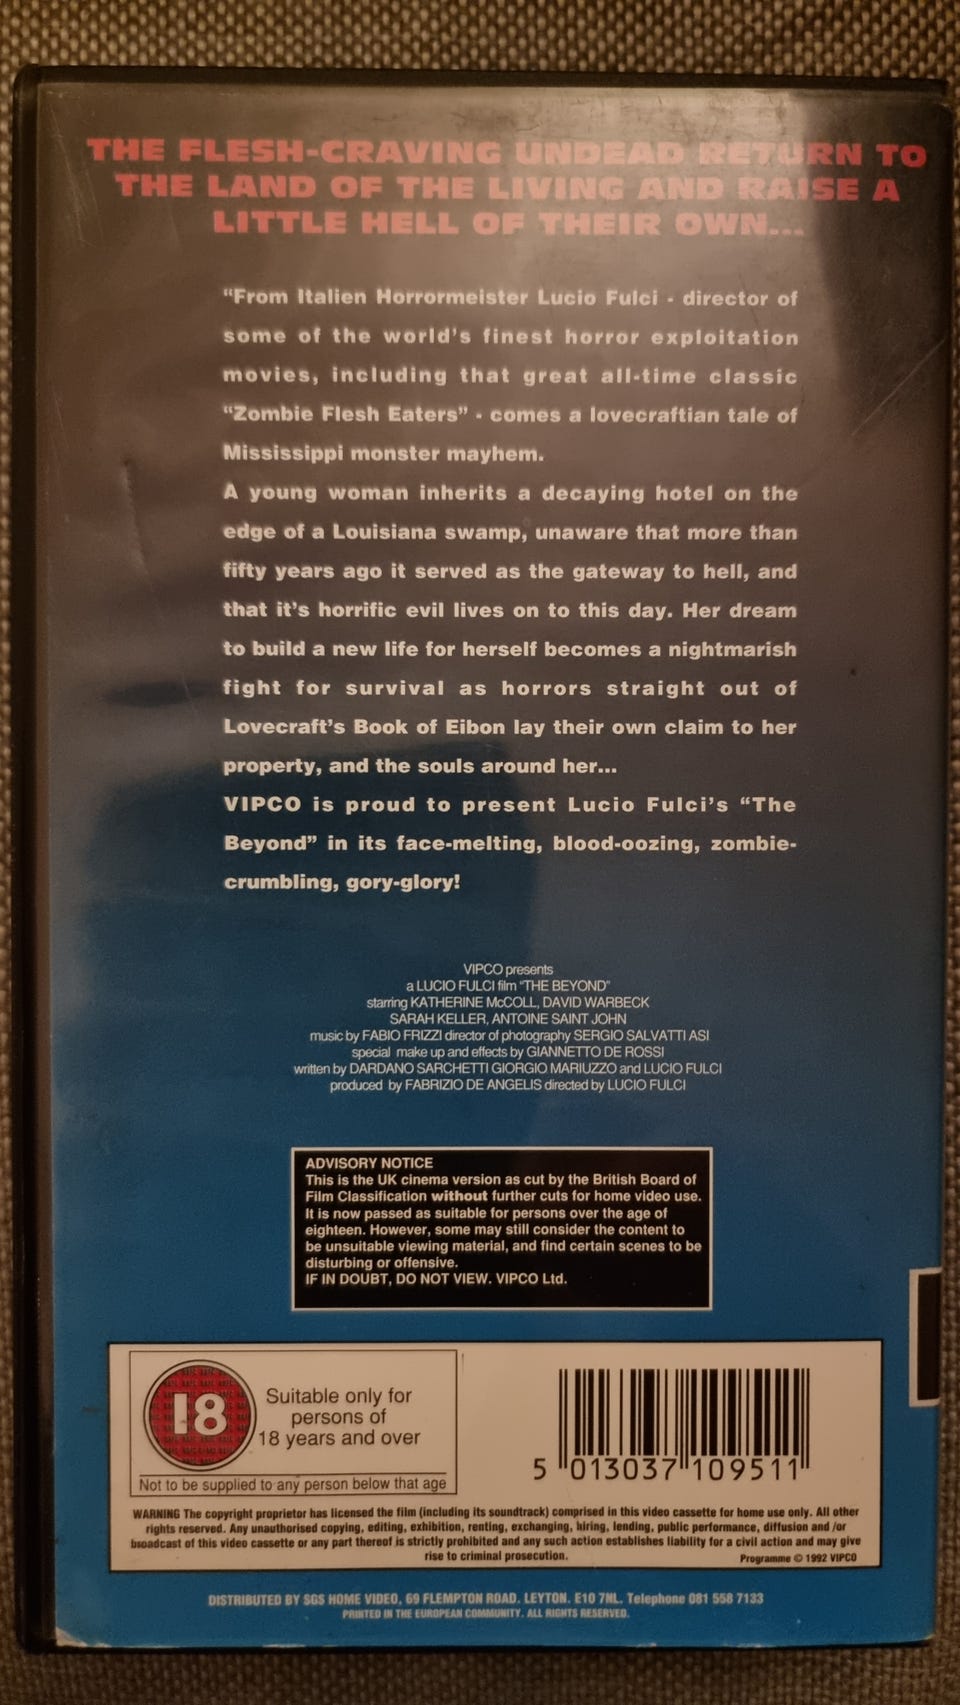 THE FLESH-CRAVING UNDEAD RETURN TO
THE LAND OF THE LIVING AND RAISE A
LITTLE HELL OF THEIR OWN...
“From Italien Horrormeister Lucio Fulci - director of
some of the world’s finest horror exploitation
movies, including that great all-time classic
“Zombie Flesh Eaters” - comes a lovecraftian tale of
Mississippi monster mayhem.
A young woman inherits a decaying hotel on the
edge of a Louisiana swamp, unaware that more than
fifty years ago it served as the gateway to hell, and
that it’s horrific evil lives on to this day. Her dream
to build a new life for herself becomes a nightmarish
fight for survival as horrors straight out of
Lovecraft’s Book of Eibon lay their own claim to her
property, and the souls around her...
VIPCO is proud to present Lucio Fulci’s “The
Beyond” in its face-melting, blood-oozing, zombie-
crumbling, gory-glory!
VIPCO presents
a LUCIO FULCI film “THE BEYOND”
starring KATHERINE McCOLL, DAVID WARBECK
SARAH KELLER, ANTOINE SAINT JOHN
music by FABIO FRIZZI director of photography SERGIO SALVATTI ASI
special make up and effects by GIANNETTO DE ROSSI
written by DARDANO SARCHETTI GIORGIO MARIUZZO and LUCIO FULCI
produced by FABRIZIO DE ANGELIS directed by LUCIO FULCI
ADVISORY NOTICE
This is the UK cinema version as cut by the British Board of
Film Classification without further cuts for home video use.
It is now passed as suitable for persons over the age of
eighteen. However, some may still consider the content to
be unsuitable viewing material, and find certain scenes to be
disturbing or offensive.
IF IN DOUBT, DO NOT VIEW. VIPCO Ltd.
18
Suitable only for
persons of
18 years and over
Not to be supplied to any person below that age
5 013037 109511
WARNING The copyright proprietor has licensed the film (including its soundtrack) comprised in this video cassette for home use only. All other
rights reserved. Any unauthorised copying, editing, exhibition, renting, exchanging, hiring, lending, public performance, diffusion and /or
broadcast of this video cassette or any part thereof is strictly prohibited and any such action establishes liability for a civil action and may give
rise to criminal prosecution.
Programme © 1992 VIPCO
DISTRIBUTED BY SGS HOME VIDEO, 69 FLEMPTON ROAD. LEYTON. E10 7NL. Telephone 081 558 7133
PRINTED IN THE EUROPEAN COMMUNITY. ALL RIGHTS RESERVED.